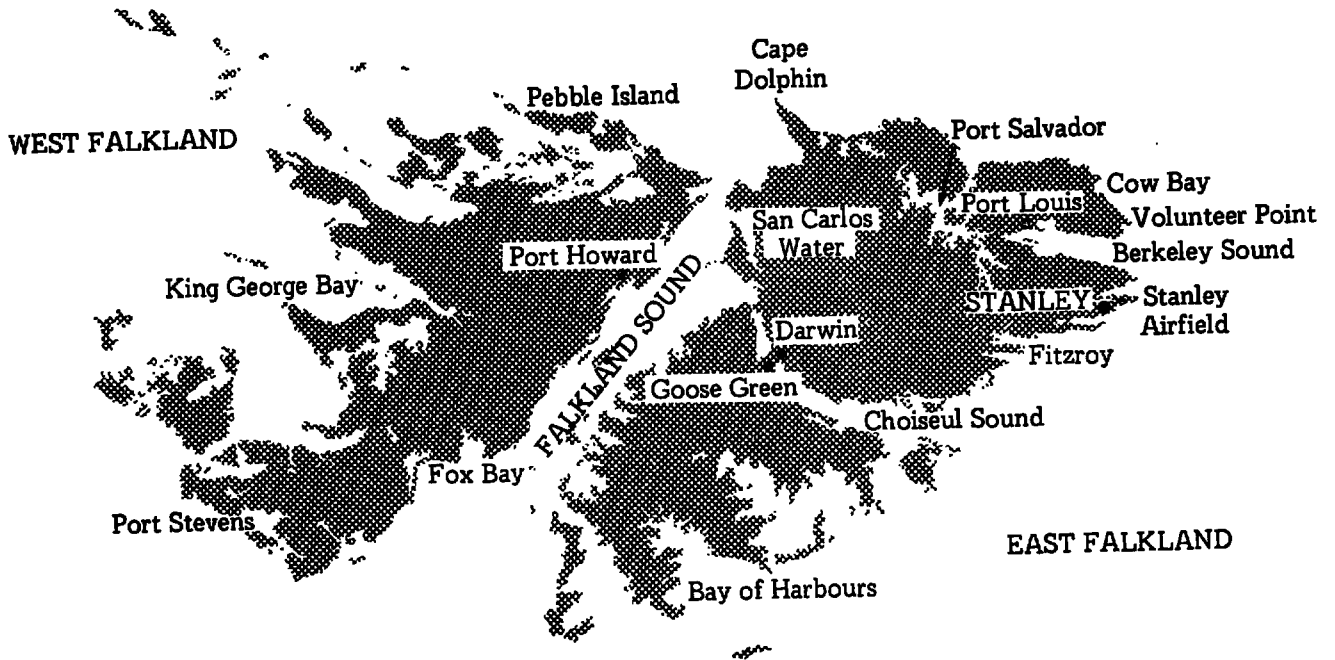 Cape
Dolphin
Pebble Island
WEST FALKLAND
Port Salvador
Cow Bay
Port Louis
Volunteer Point
San Carlos
Water
Port Howard
Berkeley Sound
King George Bay
FALKLAND SOUND
STANLEY
Stanley
Airfield
Darwin
Fitzroy
Goose Green
Choiseul Sound
Fox Bay
Port Stevens
EAST FALKLAND
Bay of Harbours